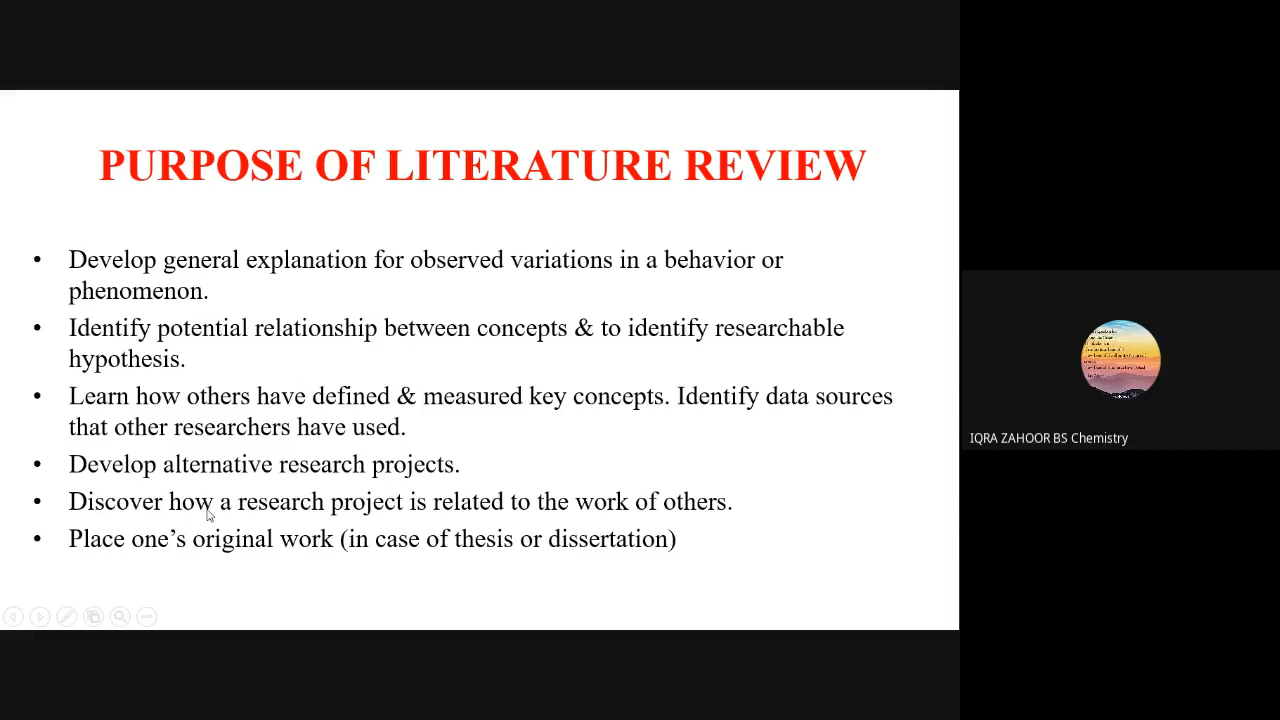 PURPOSE OF LITERATURE REVIEW
• Develop general explanation for observed variations in a behavior or
phenomenon.
• Identify potential relationship between concepts & to identify researchable
hypothesis.
• Learn how others have defined & measured key concepts. Identify data sources
that other researchers have used.
• Develop alternative research projects.
• Discover how a research project is related to the work of others.
• Place one’s original work (in case of thesis or dissertation)
IQRA ZAHOOR BS Chemistry